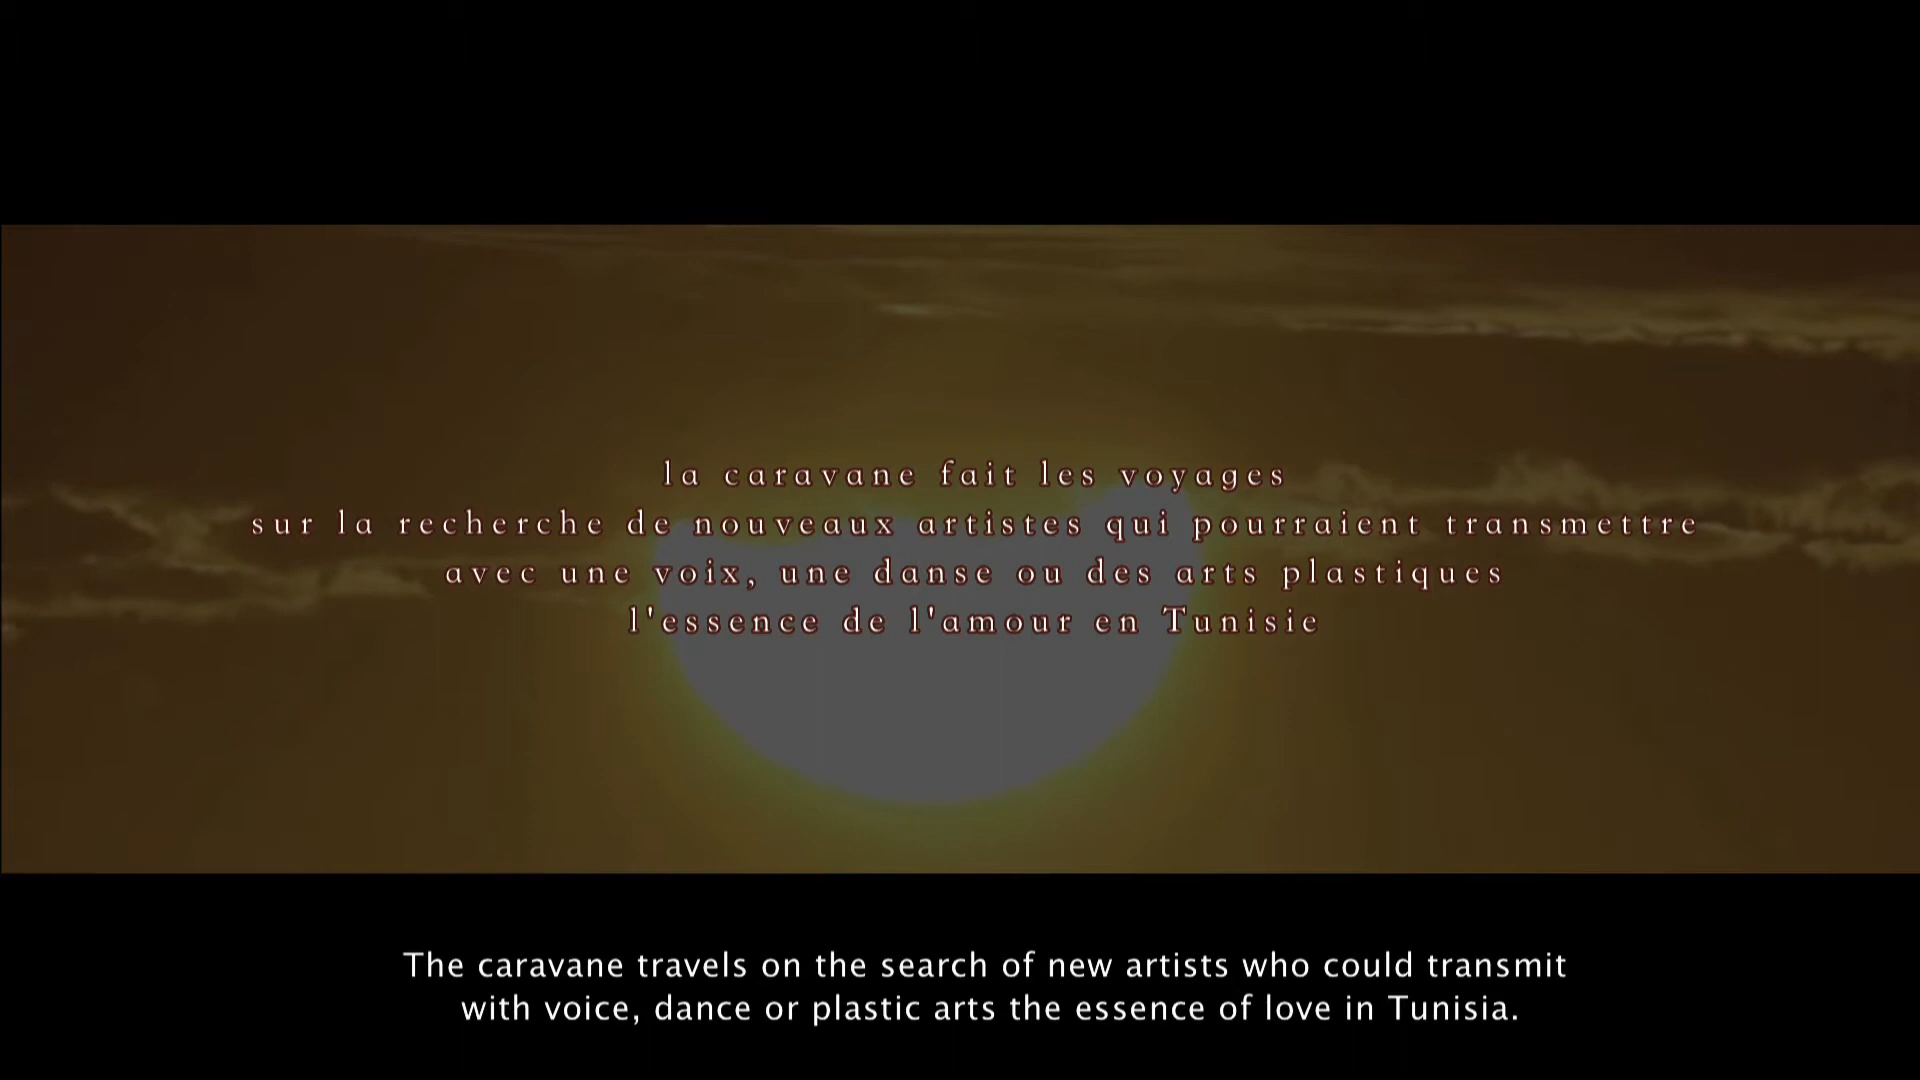 la caravane fait les voyages
sur la recherche de nouveaux artistes qui pourraient transmettre
avec une voix, une danse ou des arts plastiques
l'essence de l'amour en Tunisie
The caravane travels on the search of new artists who could transmit
with voice, dance or plastic arts the essence of love in Tunisia.